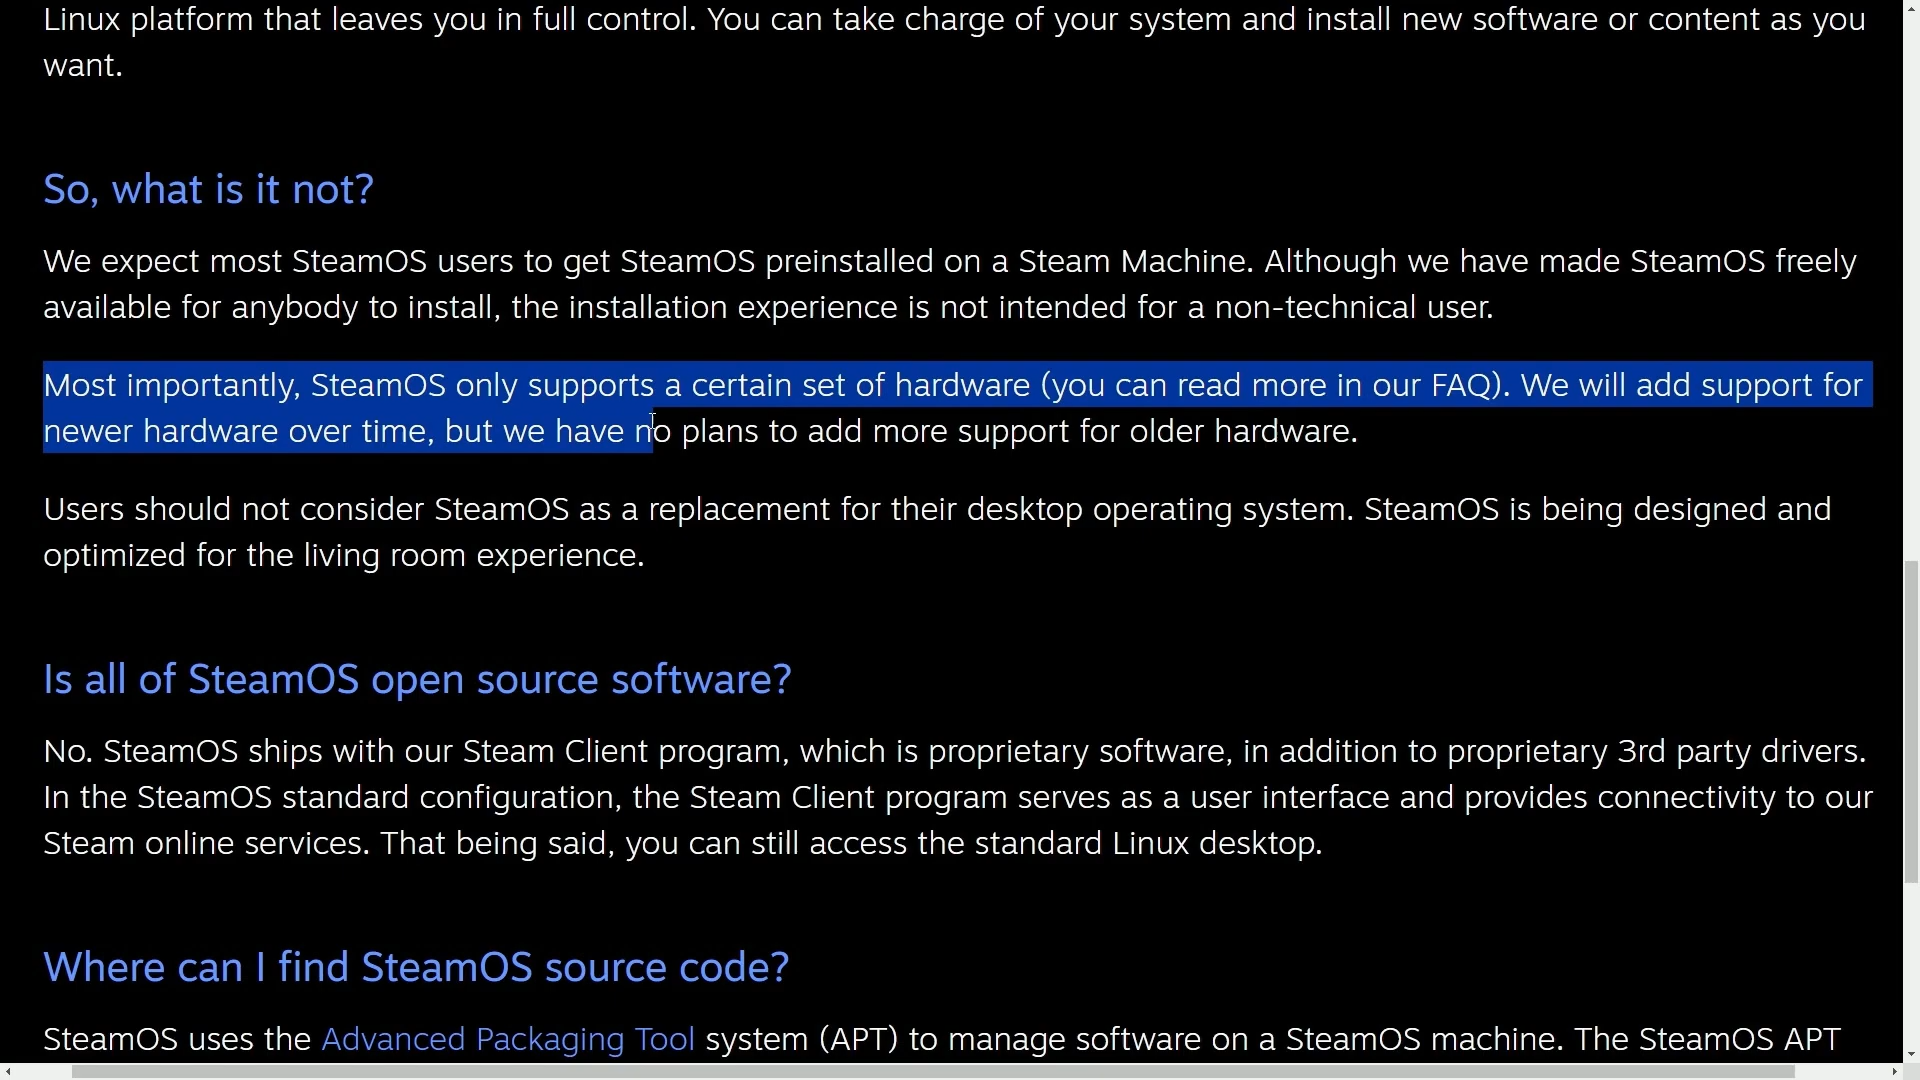 Linux platform that leaves you in full control. You can take charge of your system and install new software or content as you
want.
So, what is it not?
We expect most SteamOS users to get SteamOS preinstalled on a Steam Machine. Although we have made SteamOS freely
available for anybody to install, the installation experience is not intended for a non-technical user.
Most importantly, SteamOS only supports a certain set of hardware (you can read more in our FAQ). We will add support for
newer hardware over time, but we have no plans to add more support for older hardware.
Users should not consider SteamOS as a replacement for their desktop operating system. SteamOS is being designed and
optimized for the living room experience.
Is all of SteamOS open source software?
No. SteamOS ships with our Steam Client program, which is proprietary software, in addition to proprietary 3rd party drivers.
In the SteamOS standard configuration, the Steam Client program serves as a user interface and provides connectivity to our
Steam online services. That being said, you can still access the standard Linux desktop.
Where can I find SteamOS source code?
SteamOS uses the Advanced Packaging Tool system (APT) to manage software on a SteamOS machine. The SteamOS APT